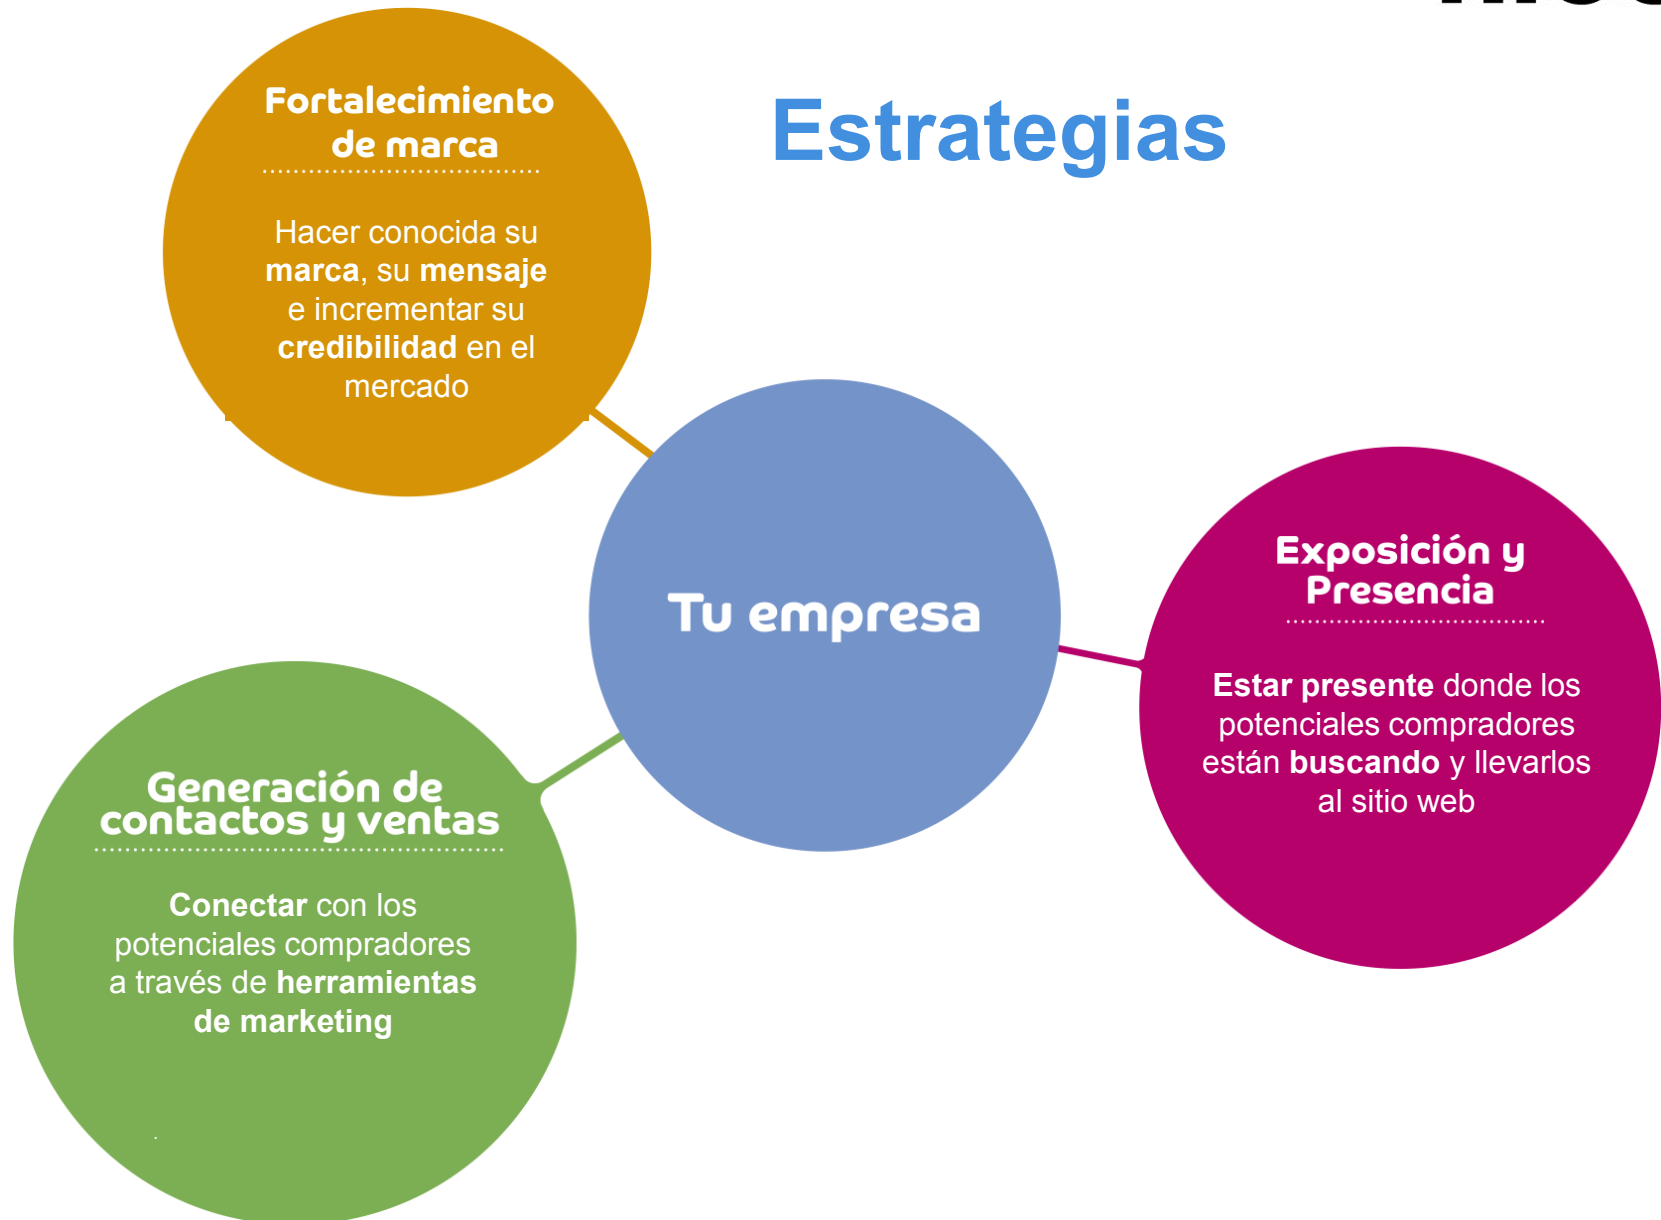 Estrategias
Fortalecimiento
de marca
Hacer conocida su
marca, su mensaje
e incrementar su
credibilidad en el
mercado
Tu empresa
Exposición y
Presencia
Estar presente donde los
potenciales compradores
están buscando y llevarlos
al sitio web
Generación de
contactos y ventas
Conectar con los
potenciales compradores
a través de herramientas
de marketing